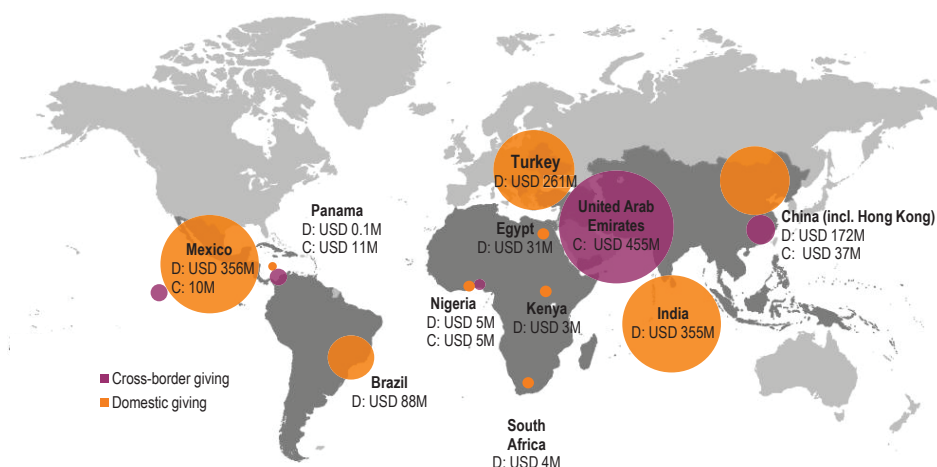 Turkey
D: USD 261M
United Arab
Emirates
C: USD 455M
China (incl. Hong Kong)
D: USD 172M
C: USD 37M
Panama
D: USD 0.1M
C: USD 11M
Mexico
D: USD 356M
C: 10M
Egypt
D: USD 31M
Nigeria
D: USD 5M
C: USD 5M
Kenya
D: USD 3M
India
D: USD 355M
Cross-border giving
Domestic giving
Brazil
D: USD 88M
South
Africa
D: USD 4M